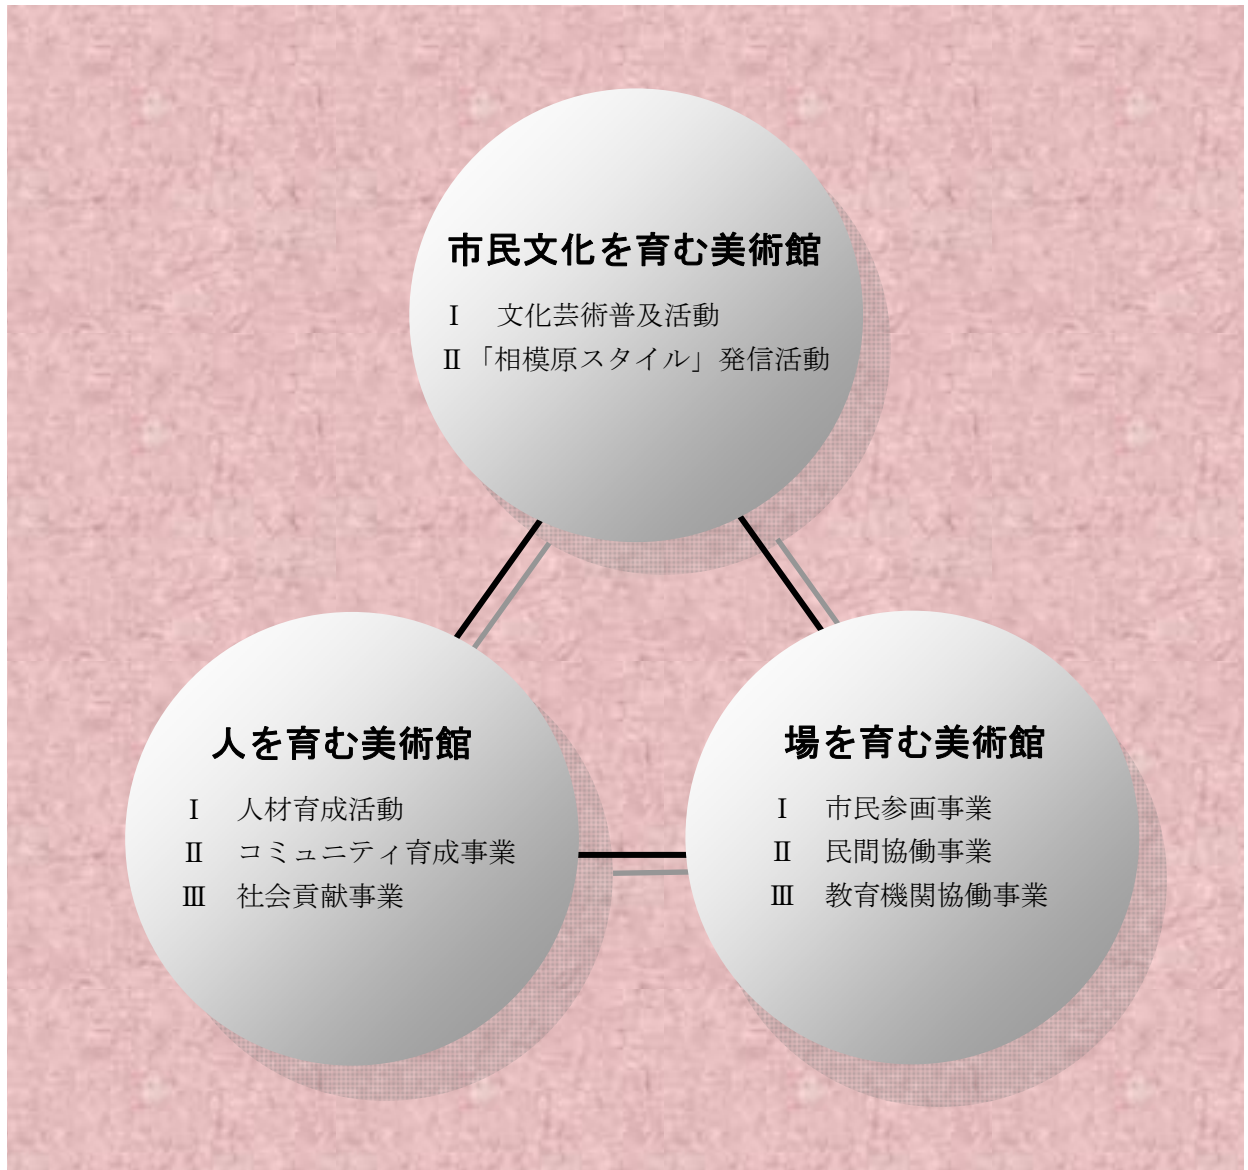 市民文化を育む美術館
Ⅰ 文化芸術普及活動
Ⅱ「相模原スタイル」発信活動
人を育む美術館
Ⅰ 人材育成活動
Ⅱ コミュニティ育成事業
Ⅲ 社会貢献事業
場を育む美術館
Ⅰ 市民参画事業
Ⅱ 民間協働事業
Ⅲ 教育機関協働事業